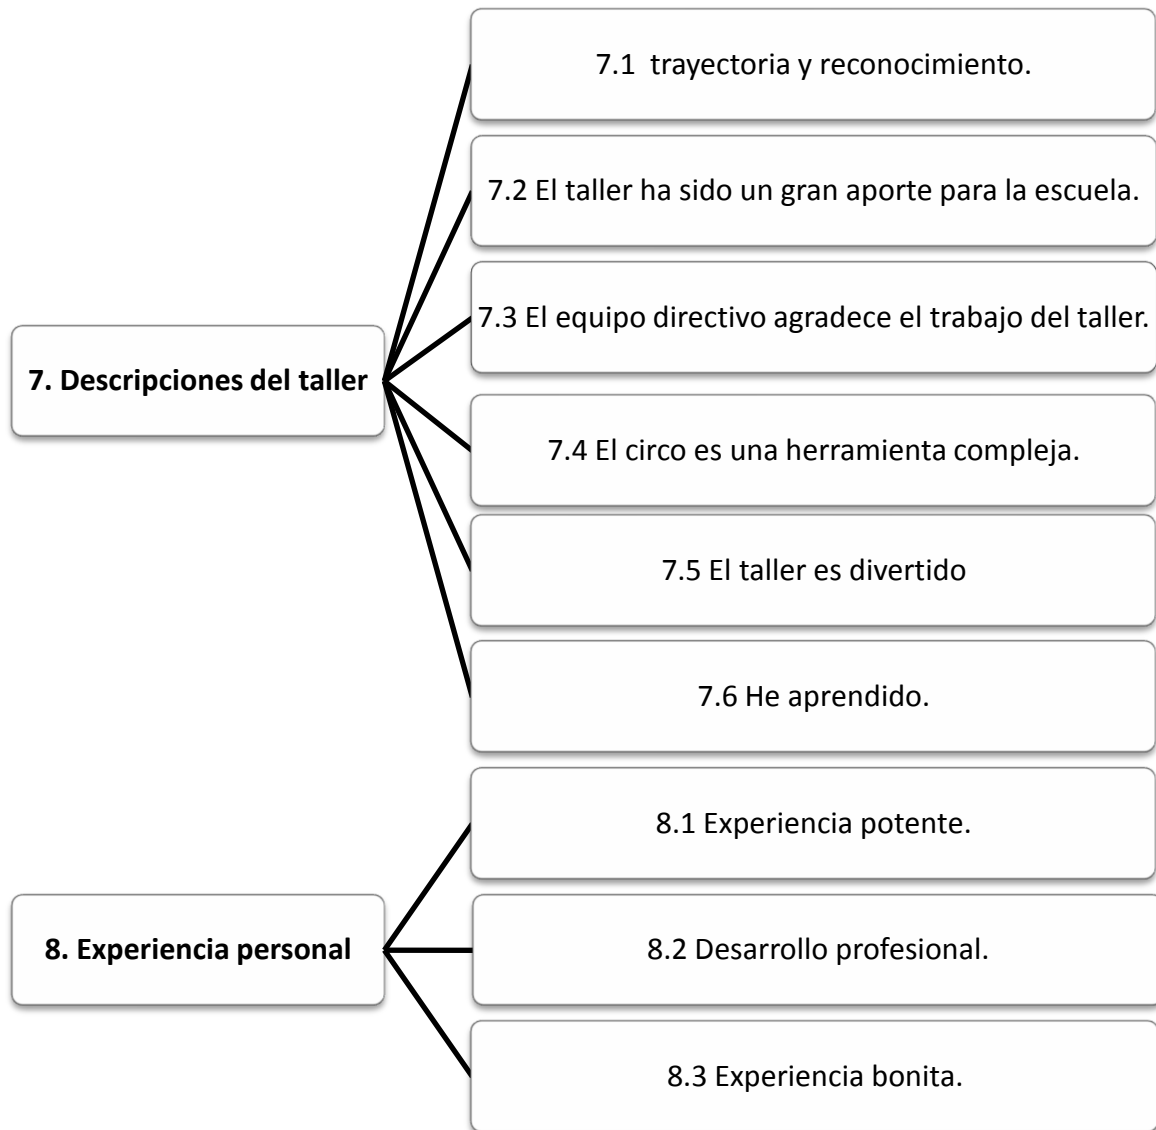 7. Descripciones del taller
7.1 trayectoria y reconocimiento.
7.2 El taller ha sido un gran aporte para la escuela.
7.3 El equipo directivo agradece el trabajo del taller.
7.4 El circo es una herramienta compleja.
7.5 El taller es divertido
7.6 He aprendido.
8. Experiencia personal
8.1 Experiencia potente.
8.2 Desarrollo profesional.
8.3 Experiencia bonita.